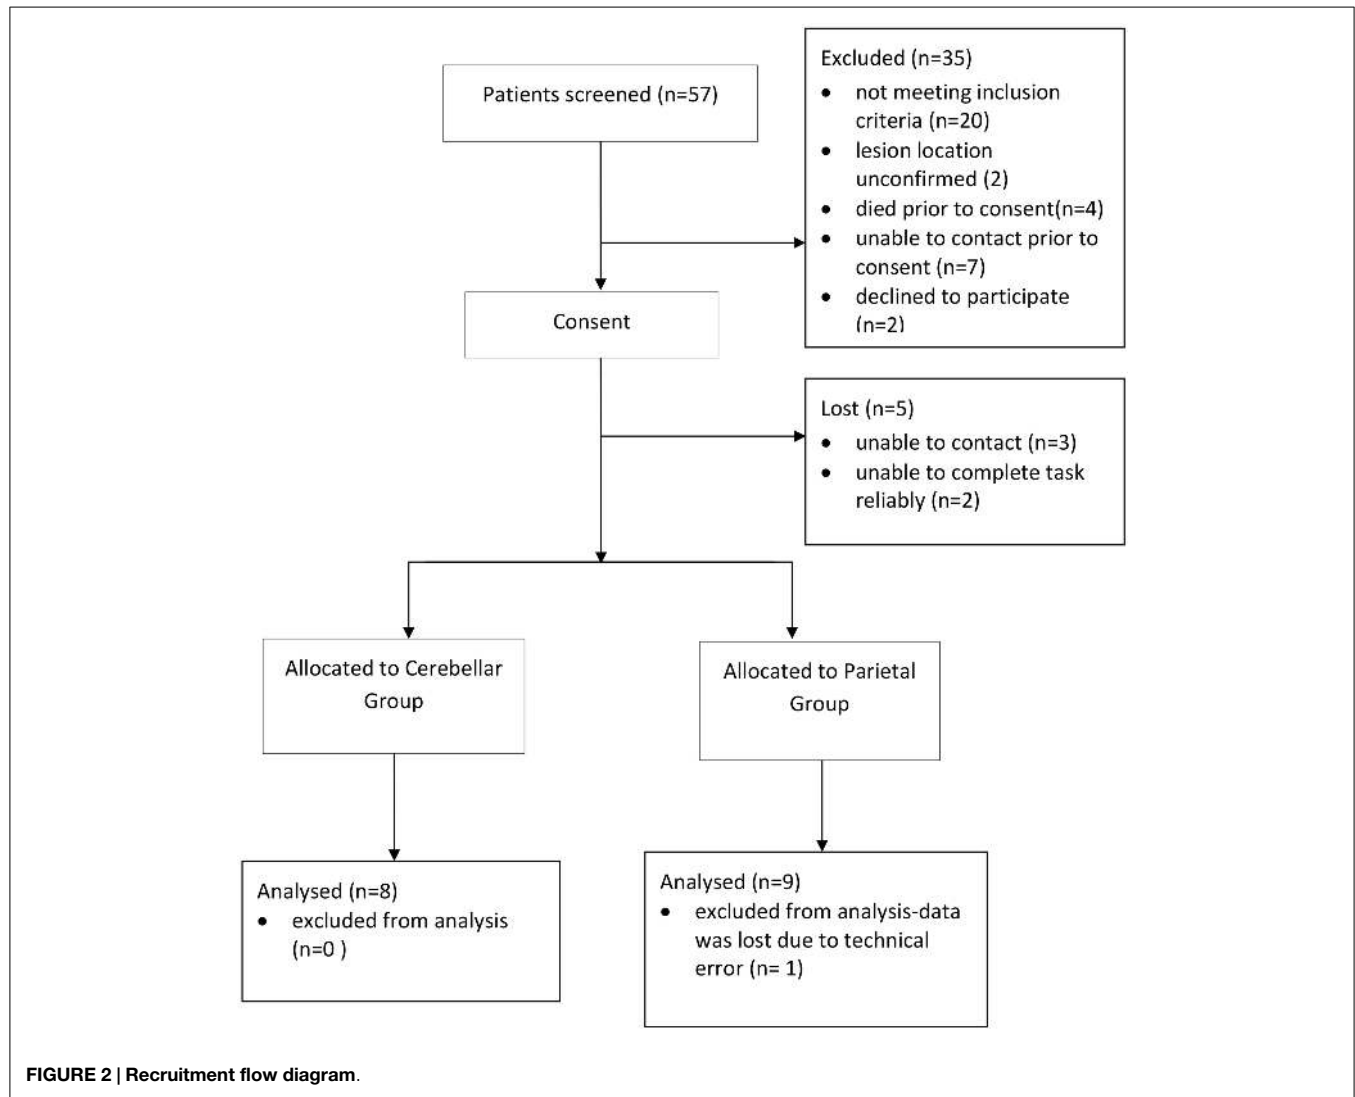 Patients screened (n=57)
Excluded (n=35)
• not meeting inclusion
criteria (n=20)
• lesion location
unconfirmed (2)
• died prior to consent(n=4)
• unable to contact prior to
consent (n=7)
• declined to participate
(n=2)
Consent
Lost (n=5)
• unable to contact (n=3)
• unable to complete task
reliably (n=2)
Allocated to Cerebellar
Group
Allocated to Parietal
Group
Analysed (n=8)
• excluded from analysis
(n=0 )
Analysed (n=9)
• excluded from analysis-data
was lost due to technical
error (n= 1)
FIGURE 2 | Recruitment flow diagram.